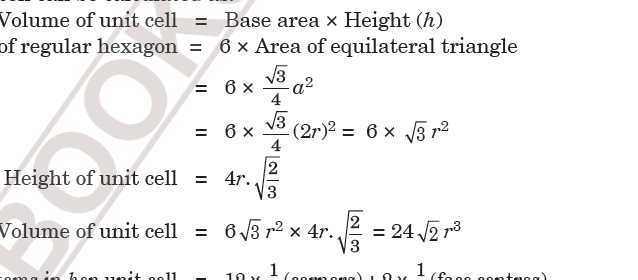 Volume of unit cell = Base area × Height (h)
of regular hexagon = 6 × Area of equilateral triangle
= 6 × √3/4 a²
= 6 × √3/4 (2r)² = 6 × √3 r²
Height of unit cell = 4r.√(2/3)
Volume of unit cell = 6√3 r² × 4r.√(2/3) = 24√2 r³
BOOK